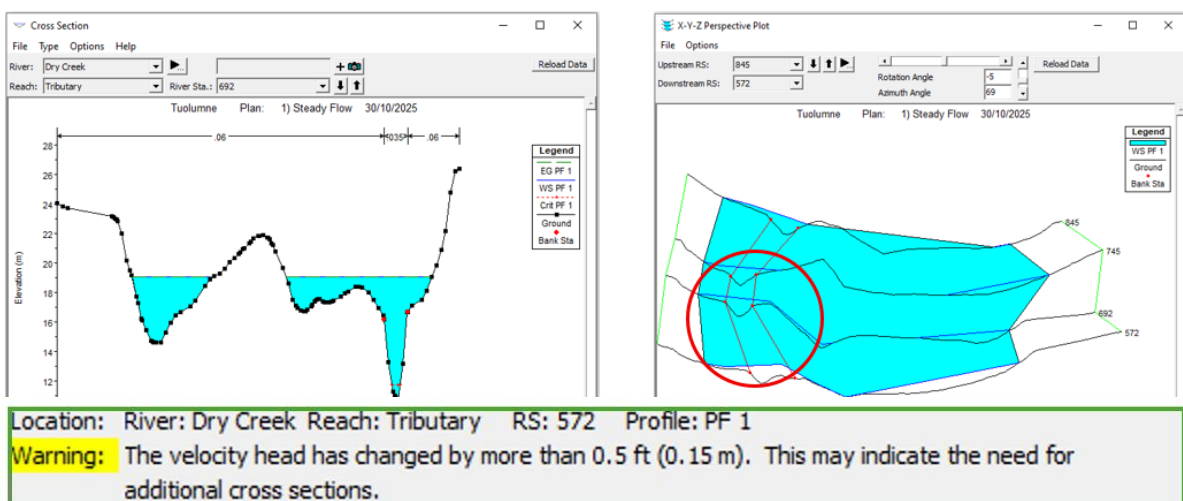 Cross Section
File Type Options Help
River: Dry Creek
Reload Data
Reach: Tributary River Sta.: 692
Tuolumne Plan: 1) Steady Flow 30/10/2025
.06 .035 .06
28
26
24
22
20
18
16
14
12
Elevation (m)
Legend
EG PF 1
WS PF 1
Crit PF 1
Ground
Bank Sta
X-Y-Z Perspective Plot
File Options
Upstream RS: 845
Downstream RS: 572
Rotation Angle -5
Azimuth Angle 69
Reload Data
Tuolumne Plan: 1) Steady Flow 30/10/2025
Legend
WS PF 1
Ground
Bank Sta
845
745
692
572
Location: River: Dry Creek Reach: Tributary RS: 572 Profile: PF 1
Warning: The velocity head has changed by more than 0.5 ft (0.15 m). This may indicate the need for
additional cross sections.